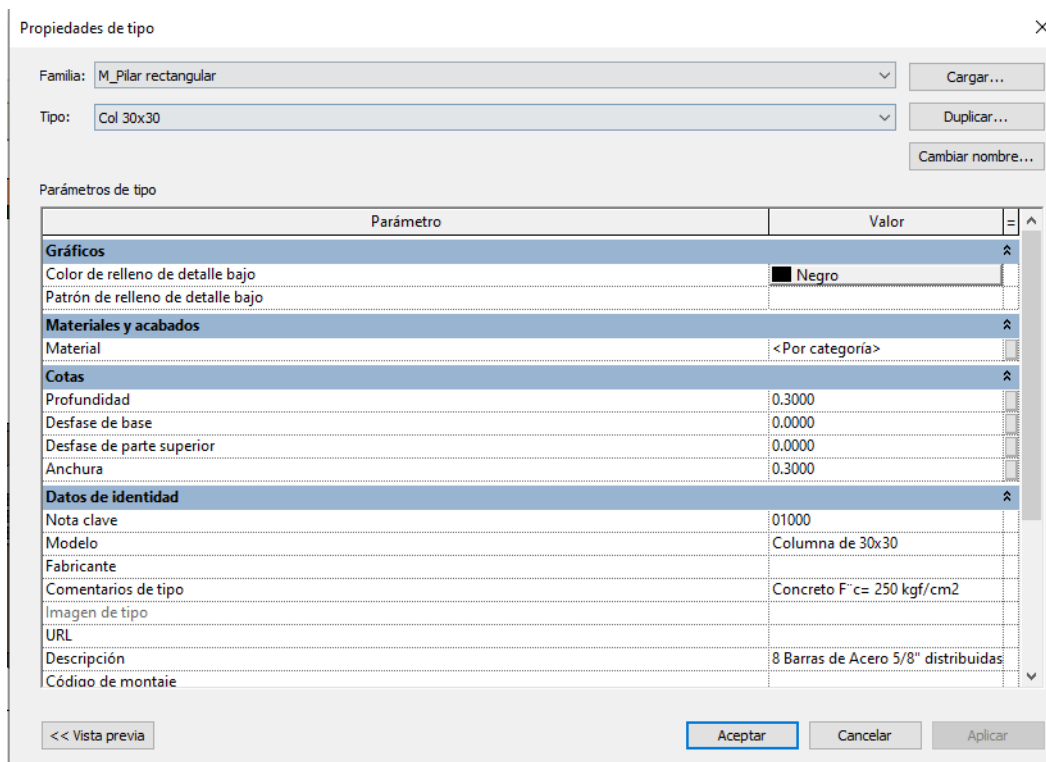 Propiedades de tipo
Familia: M_Pilar rectangular Cargar...
Tipo: Col 30x30 Duplicar...
Cambiar nombre...
Parámetros de tipo
Parámetro Valor =
Gráficos
Color de relleno de detalle bajo Negro
Patrón de relleno de detalle bajo
Materiales y acabados
Material <Por categoría>
Cotas
Profundidad 0.3000
Desfase de base 0.0000
Desfase de parte superior 0.0000
Anchura 0.3000
Datos de identidad
Nota clave 01000
Modelo Columna de 30x30
Fabricante
Comentarios de tipo Concreto F¨c= 250 kgf/cm2
Imagen de tipo
URL
Descripción 8 Barras de Acero 5/8" distribuidas
Código de montaje
<< Vista previa Aceptar Cancelar Aplicar